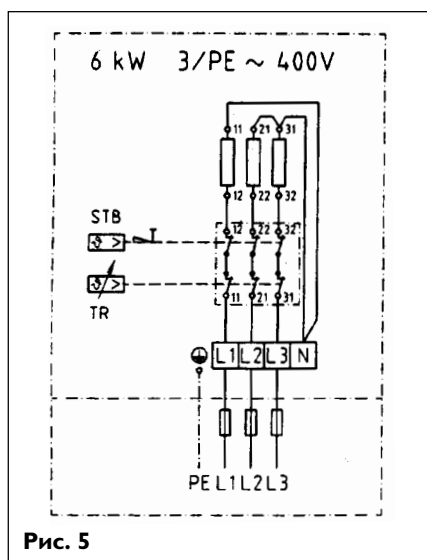 6 kW 3/PE ~ 400V
11 21 31
12 22 32
STB
12 22 32
TR
11 21 31
L1 L2 L3 N
PE L1 L2 L3
Рис. 5